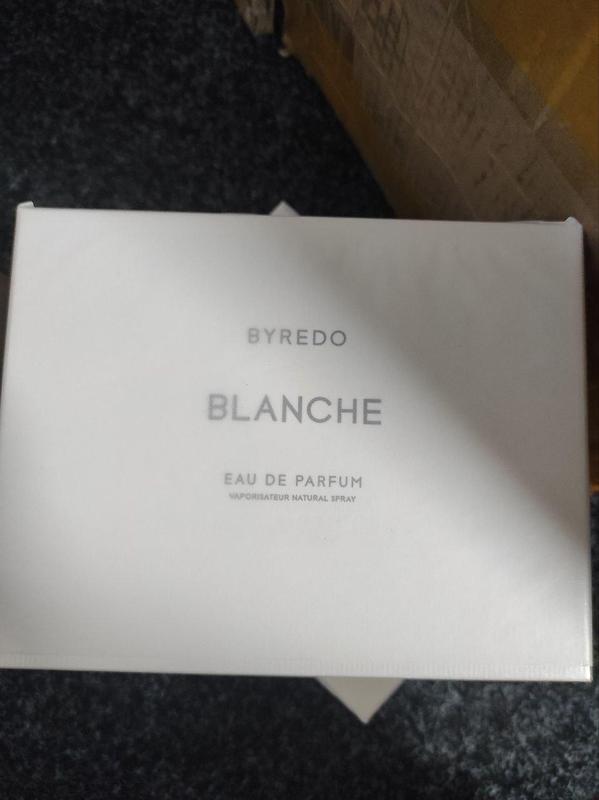 BYREDO
BLANCHE
EAU DE PARFUM
VAPORISATEUR NATURAL SPRAY